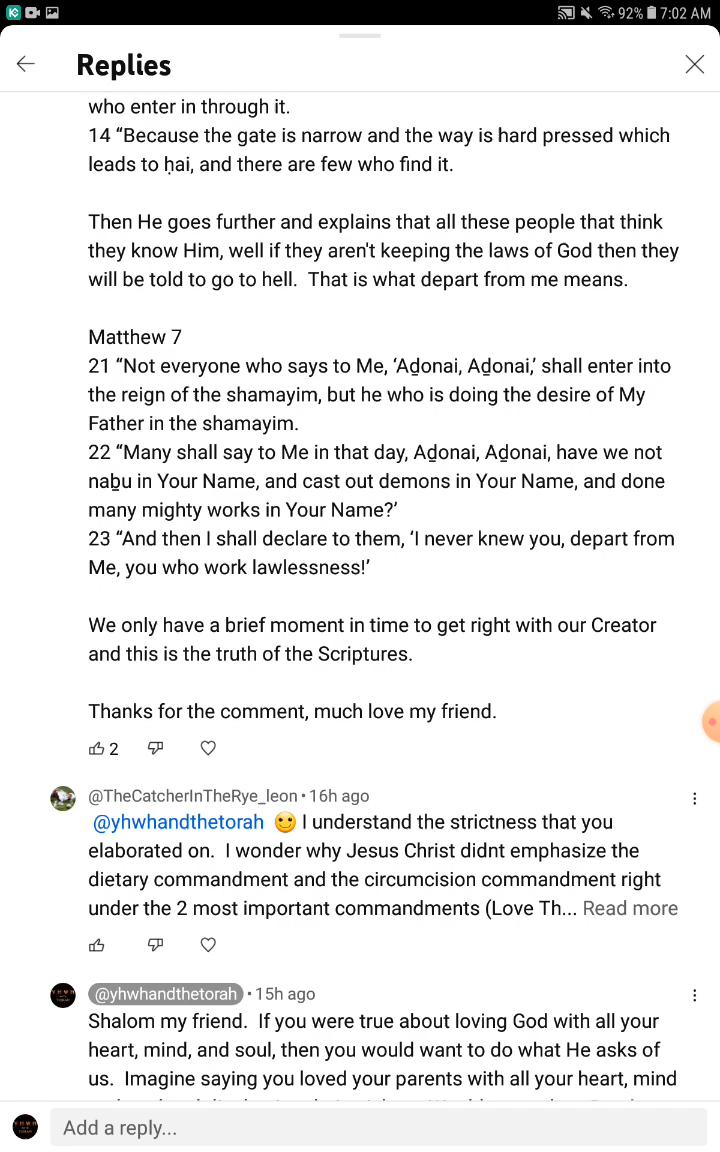 92% 7:02 AM
Replies
who enter in through it.
14 “Because the gate is narrow and the way is hard pressed which
leads to ḥai, and there are few who find it.
Then He goes further and explains that all these people that think
they know Him, well if they aren't keeping the laws of God then they
will be told to go to hell.  That is what depart from me means.
Matthew 7
21 “Not everyone who says to Me, ‘Aḏonai, Aḏonai,’ shall enter into
the reign of the shamayim, but he who is doing the desire of My
Father in the shamayim.
22 “Many shall say to Me in that day, Aḏonai, Aḏonai, have we not
naḇu in Your Name, and cast out demons in Your Name, and done
many mighty works in Your Name?’
23 “And then I shall declare to them, ‘I never knew you, depart from
Me, you who work lawlessness!’
We only have a brief moment in time to get right with our Creator
and this is the truth of the Scriptures.
Thanks for the comment, much love my friend.
2
@TheCatcherInTheRye_leon • 16h ago
@yhwhandthetorah 🙂 I understand the strictness that you
elaborated on.  I wonder why Jesus Christ didnt emphasize the
dietary commandment and the circumcision commandment right
under the 2 most important commandments (Love Th... Read more
@yhwhandthetorah • 15h ago
Shalom my friend.  If you were true about loving God with all your
heart, mind, and soul, then you would want to do what He asks of
us.  Imagine saying you loved your parents with all your heart, mind
Add a reply...